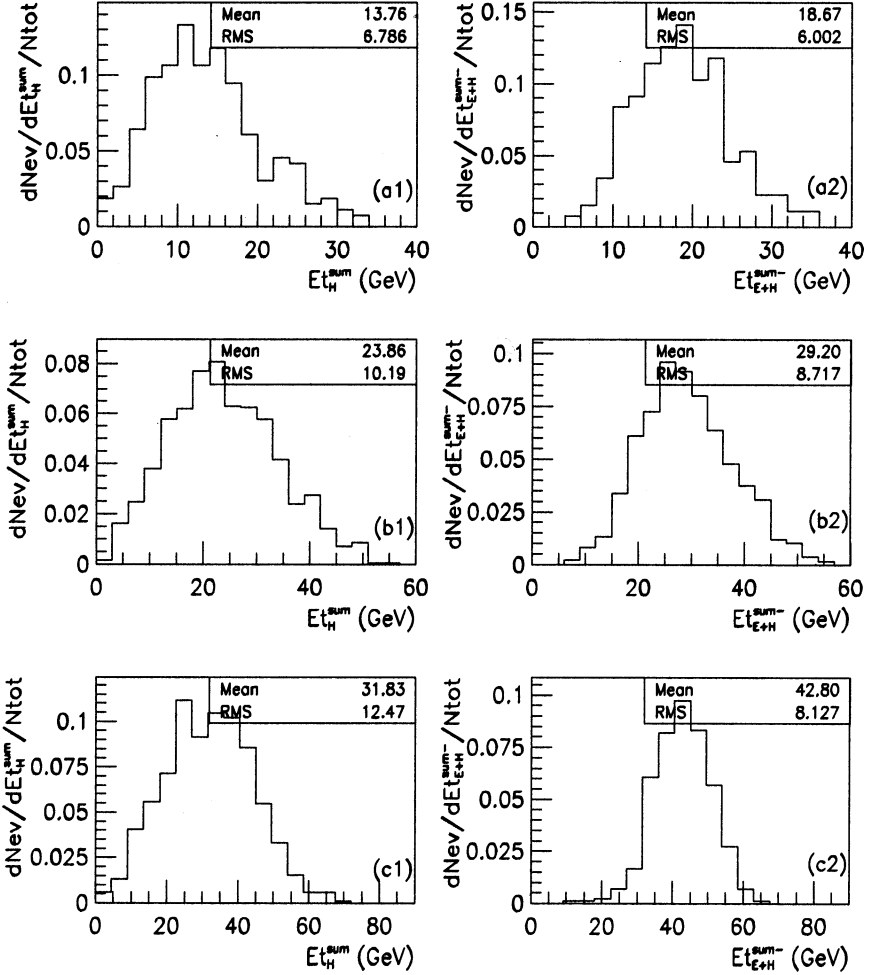 Mean 13.76
RMS 6.786
dNev/dEt_H^sum/Ntot
0.1
0.05
0
(a1)
0 10 20 30 40
Et_H^sum (GeV)
Mean 18.67
RMS 6.002
dNev/dEt_E+H^sum-/Ntot
0.15
0.1
0.05
0
(a2)
0 10 20 30 40
Et_E+H^sum- (GeV)
Mean 23.86
RMS 10.19
dNev/dEt_H^sum/Ntot
0.08
0.06
0.04
0.02
0
(b1)
0 20 40 60
Et_H^sum (GeV)
Mean 29.20
RMS 8.717
dNev/dEt_E+H^sum-/Ntot
0.1
0.075
0.05
0.025
0
(b2)
0 20 40 60
Et_E+H^sum- (GeV)
Mean 31.83
RMS 12.47
dNev/dEt_H^sum/Ntot
0.1
0.075
0.05
0.025
0
(c1)
0 20 40 60 80
Et_H^sum (GeV)
Mean 42.80
RMS 8.127
dNev/dEt_E+H^sum-/Ntot
0.1
0.075
0.05
0.025
0
(c2)
0 20 40 60 80
Et_E+H^sum- (GeV)